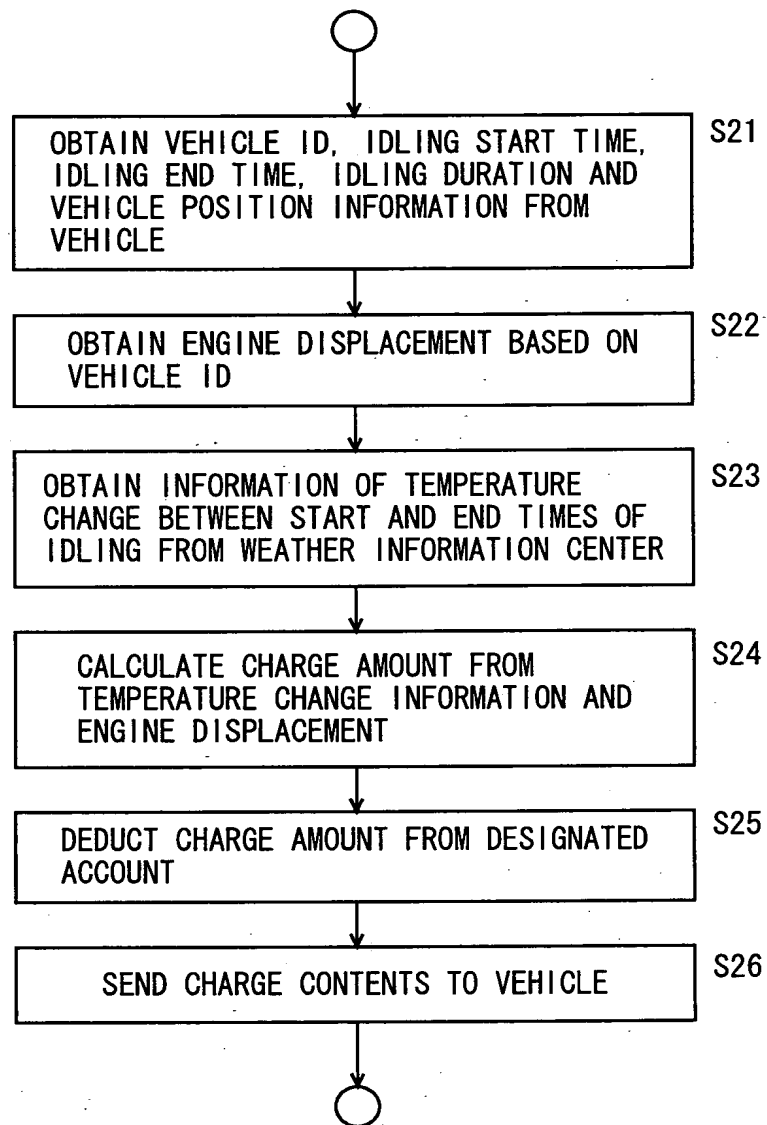 OBTAIN VEHICLE ID, IDLING START TIME,
IDLING END TIME, IDLING DURATION AND
VEHICLE POSITION INFORMATION FROM
VEHICLE
S21
OBTAIN ENGINE DISPLACEMENT BASED ON
VEHICLE ID
S22
OBTAIN INFORMATION OF TEMPERATURE
CHANGE BETWEEN START AND END TIMES OF
IDLING FROM WEATHER INFORMATION CENTER
S23
CALCULATE CHARGE AMOUNT FROM
TEMPERATURE CHANGE INFORMATION AND
ENGINE DISPLACEMENT
S24
DEDUCT CHARGE AMOUNT FROM DESIGNATED
ACCOUNT
S25
SEND CHARGE CONTENTS TO VEHICLE
S26